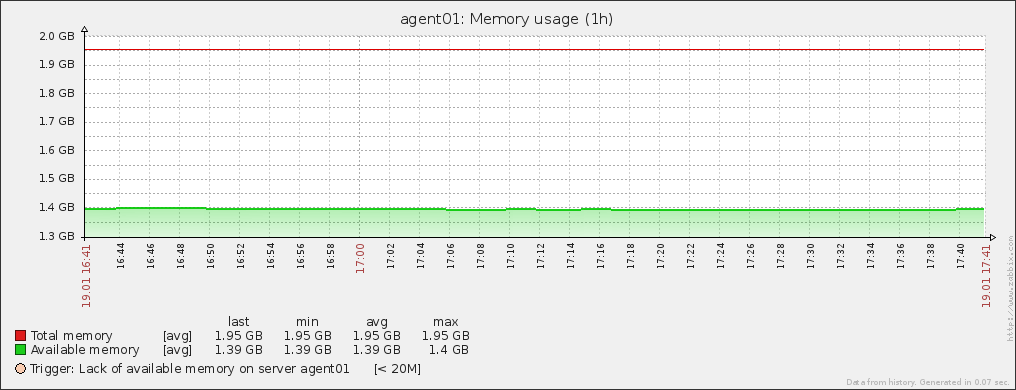 agent01: Memory usage (1h)
2.0 GB
1.9 GB
1.8 GB
1.7 GB
1.6 GB
1.5 GB
1.4 GB
1.3 GB
19.01 16:41
16:44
16:46
16:48
16:50
16:52
16:54
16:56
16:58
17:00
17:02
17:04
17:06
17:08
17:10
17:12
17:14
17:16
17:18
17:20
17:22
17:24
17:26
17:28
17:30
17:32
17:34
17:36
17:38
17:40
19.01 17:41
http://www.zabbix.com
last min avg max
Total memory [avg] 1.95 GB 1.95 GB 1.95 GB 1.95 GB
Available memory [avg] 1.39 GB 1.39 GB 1.39 GB 1.4 GB
Trigger: Lack of available memory on server agent01 [< 20M]
Data from history. Generated in 0.07 sec.